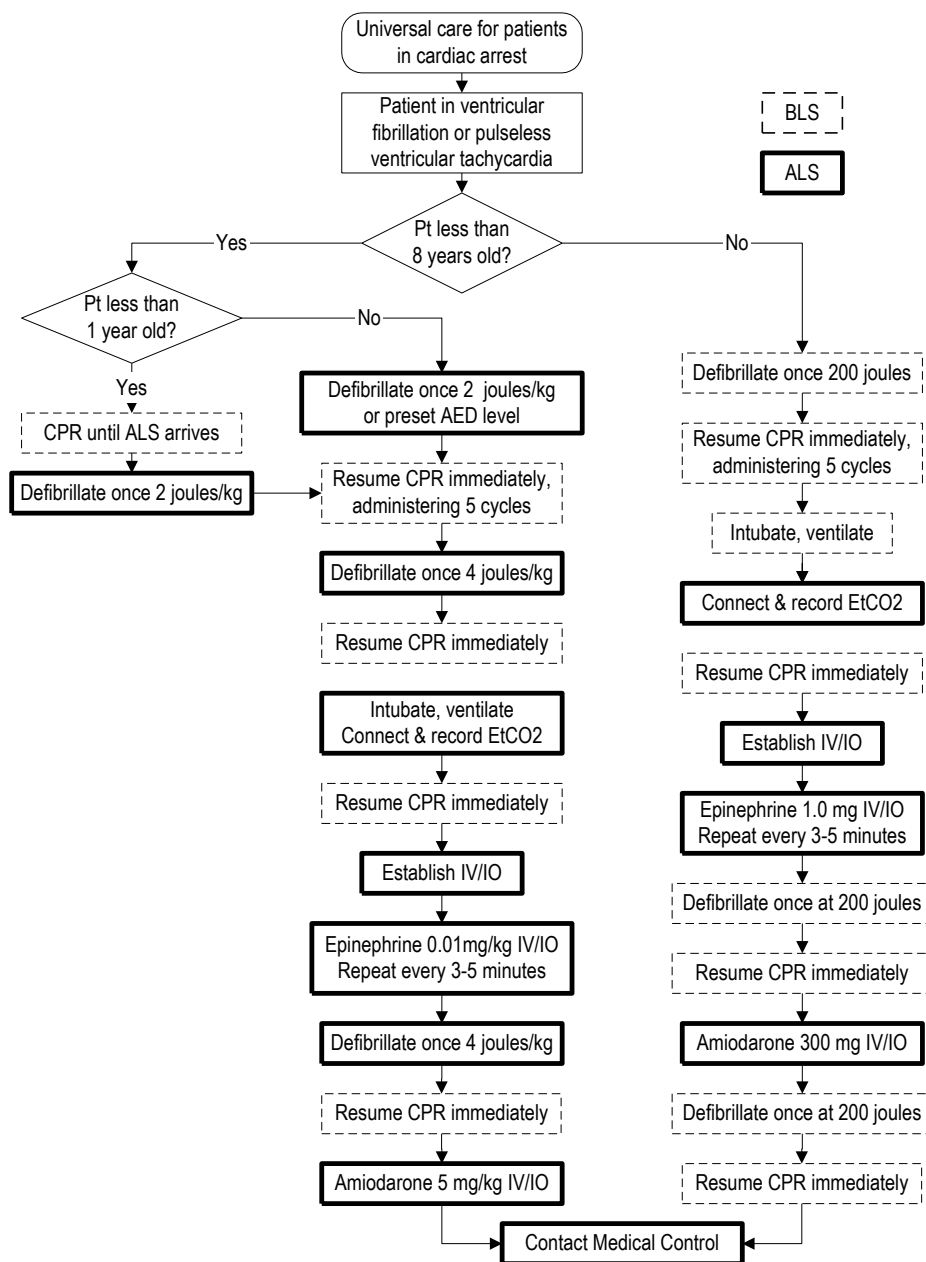 Universal care for patients
in cardiac arrest
Patient in ventricular
fibrillation or pulseless
ventricular tachycardia
BLS
ALS
Pt less than
8 years old?
Yes
No
Pt less than
1 year old?
No
Yes
CPR until ALS arrives
Defibrillate once 2 joules/kg
Defibrillate once 2 joules/kg
or preset AED level
Resume CPR immediately,
administering 5 cycles
Defibrillate once 4 joules/kg
Resume CPR immediately
Intubate, ventilate
Connect & record EtCO2
Resume CPR immediately
Establish IV/IO
Epinephrine 0.01mg/kg IV/IO
Repeat every 3-5 minutes
Defibrillate once 4 joules/kg
Resume CPR immediately
Amiodarone 5 mg/kg IV/IO
Defibrillate once 200 joules
Resume CPR immediately,
administering 5 cycles
Intubate, ventilate
Connect & record EtCO2
Resume CPR immediately
Establish IV/IO
Epinephrine 1.0 mg IV/IO
Repeat every 3-5 minutes
Defibrillate once at 200 joules
Resume CPR immediately
Amiodarone 300 mg IV/IO
Defibrillate once at 200 joules
Resume CPR immediately
Contact Medical Control